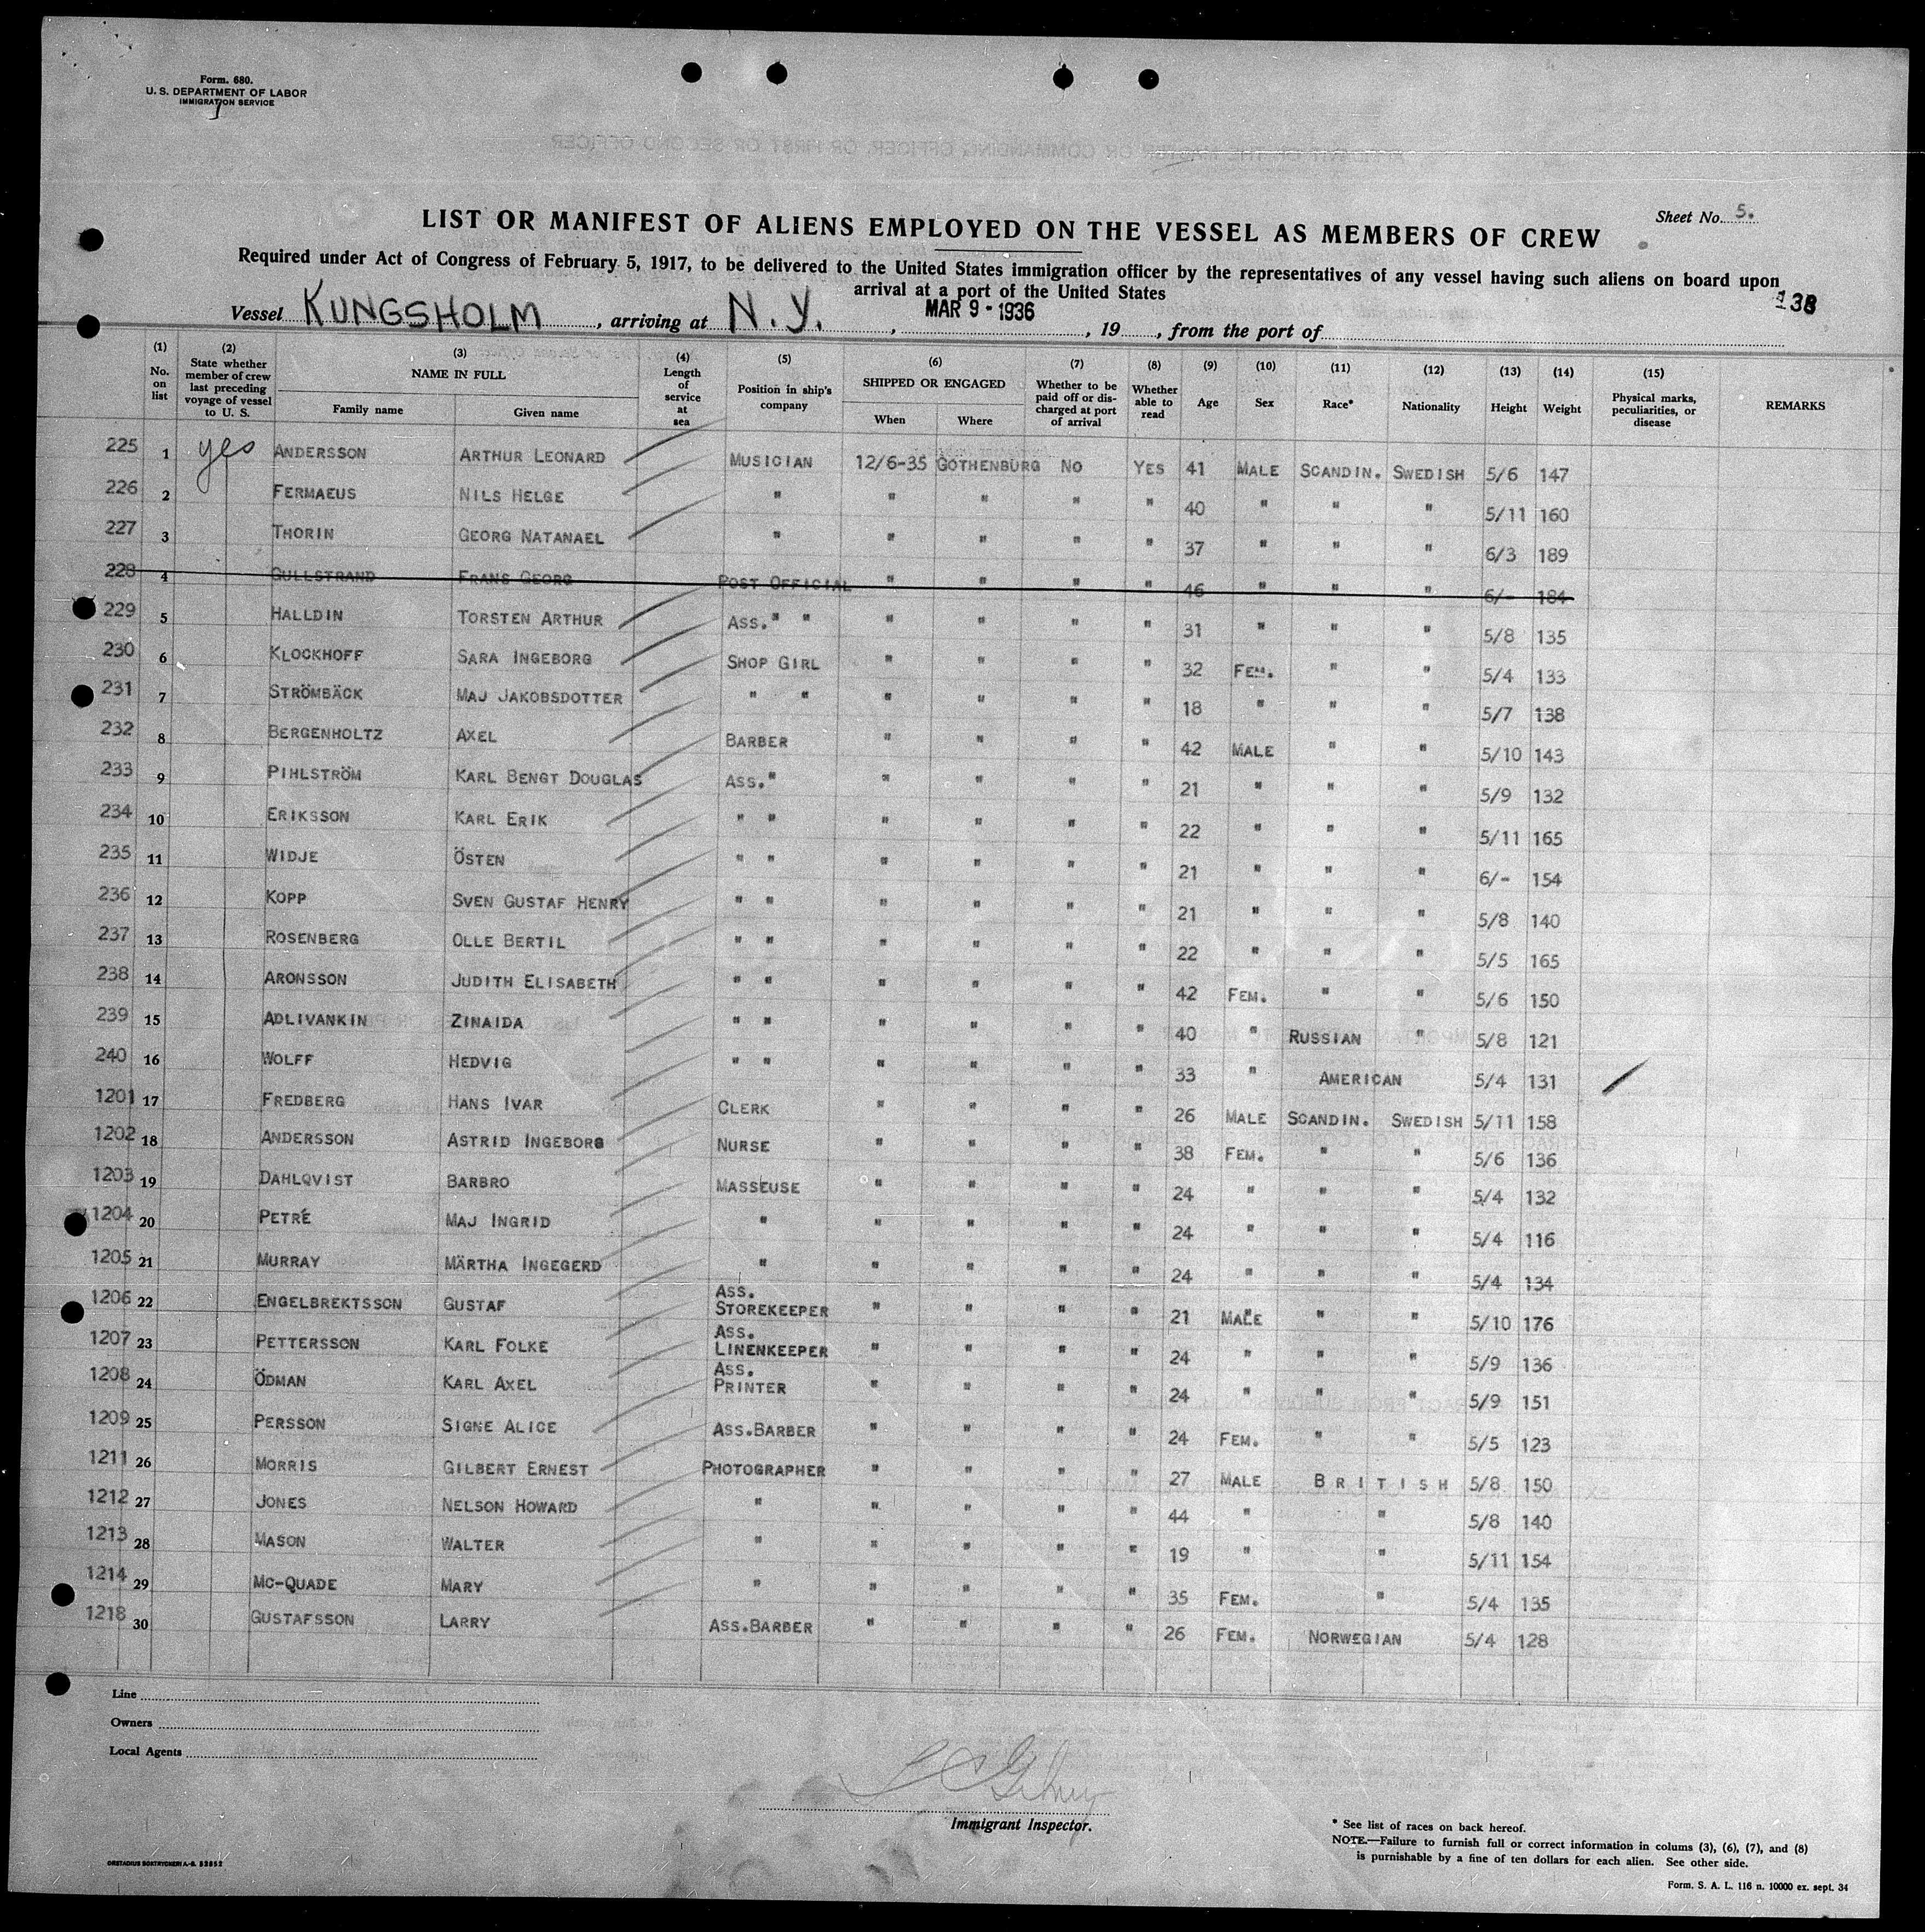 Form. 680.
U. S. DEPARTMENT OF LABOR
IMMIGRATION SERVICE
Sheet No. 5.
LIST OR MANIFEST OF ALIENS EMPLOYED ON THE VESSEL AS MEMBERS OF CREW
Required under Act of Congress of February 5, 1917, to be delivered to the United States immigration officer by the representatives of any vessel having such aliens on board upon
arrival at a port of the United States
138
Vessel KUNGSHOLM, arriving at N.Y., MAR 9 - 1936, 19, from the port of
(1) No. on list (2) State whether member of crew last preceding voyage of vessel to U. S. (3) NAME IN FULL Family name Given name (4) Length of service at sea (5) Position in ship's company (6) SHIPPED OR ENGAGED When Where (7) Whether to be paid off or discharged at port of arrival (8) Whether able to read (9) Age (10) Sex (11) Race* (12) Nationality (13) Height (14) Weight (15) Physical marks, peculiarities, or disease REMARKS
225 1 yes ANDERSSON ARTHUR LEONARD MUSICIAN 12/6-35 GOTHENBURG NO YES 41 MALE SCANDIN. SWEDISH 5/6 147
226 2 FERMAEUS NILS HELGE " " " " " 40 " " " 5/11 160
227 3 THORIN GEORG NATANAEL " " " " " 37 " " " 6/3 189
228 4 GULLSTRAND FRANS GEORG POST OFFICIAL " " " " 46 " " " 6/- 184
229 5 HALLDIN TORSTEN ARTHUR ASS. " " " " " " 31 " " " 5/8 135
230 6 KLOCKHOFF SARA INGEBORG SHOP GIRL " " " " 32 FEM. " " 5/4 133
231 7 STRÖMBÄCK MAJ JAKOBSDOTTER " " " " " " 18 " " " 5/7 138
232 8 BERGENHOLTZ AXEL BARBER " " " " 42 MALE " " 5/10 143
233 9 PIHLSTRÖM KARL BENGT DOUGLAS ASS. " " " " " 21 " " " 5/9 132
234 10 ERIKSSON KARL ERIK " " " " " " 22 " " " 5/11 165
235 11 WIDJE ÖSTEN " " " " " " 21 " " " 6/- 154
236 12 KOPP SVEN GUSTAF HENRY " " " " " " 21 " " " 5/8 140
237 13 ROSENBERG OLLE BERTIL " " " " " " 22 " " " 5/5 165
238 14 ARONSSON JUDITH ELISABETH " " " " " " 42 FEM. " " 5/6 150
239 15 ADLIVANKIN ZINAIDA " " " " " " 40 " RUSSIAN " 5/8 121
240 16 WOLFF HEDVIG " " " " " " 33 " AMERICAN 5/4 131
1201 17 FREDBERG HANS IVAR CLERK " " " " 26 MALE SCANDIN. SWEDISH 5/11 158
1202 18 ANDERSSON ASTRID INGEBORG NURSE " " " " 38 FEM. " " 5/6 136
1203 19 DAHLQVIST BARBRO MASSEUSE " " " " 24 " " " 5/4 132
1204 20 PETRÉ MAJ INGRID " " " " " 24 " " " 5/4 116
1205 21 MURRAY MÄRTHA INGEGERD " " " " " 24 " " " 5/4 134
1206 22 ENGELBREKTSSON GUSTAF ASS. STOREKEEPER " " " " 21 MALE " " 5/10 176
1207 23 PETTERSSON KARL FOLKE ASS. LINENKEEPER " " " " 24 " " " 5/9 136
1208 24 ÖDMAN KARL AXEL ASS. PRINTER " " " " 24 " " " 5/9 151
1209 25 PERSSON SIGNE ALICE ASS.BARBER " " " " 24 FEM. " " 5/5 123
1211 26 MORRIS GILBERT ERNEST PHOTOGRAPHER " " " " 27 MALE BRITISH 5/8 150
1212 27 JONES NELSON HOWARD " " " " " 44 " " 5/8 140
1213 28 MASON WALTER " " " " " 19 " " 5/11 154
1214 29 MC-QUADE MARY " " " " " 35 FEM. " 5/4 135
1218 30 GUSTAFSSON LARRY ASS.BARBER " " " " 26 FEM. NORWEGIAN 5/4 128
Line
Owners
Local Agents
Immigrant Inspector.
* See list of races on back hereof.
NOTE.—Failure to furnish full or correct information in colums (3), (6), (7), and (8)
is purnishable by a fine of ten dollars for each alien. See other side.
ORSTADIUS BOKTRYCKERI A.-B. 52852
Form. S. A. L. 116 n. 10000 ex. sept. 34